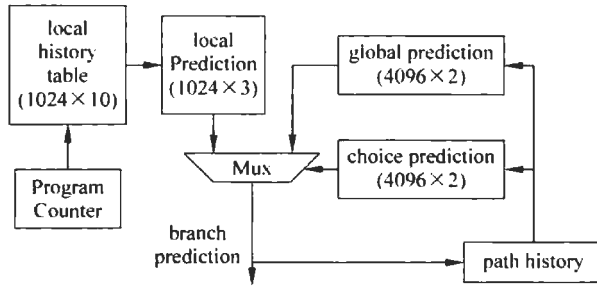 local
history
table
(1024×10)
local
Prediction
(1024×3)
global prediction
(4096×2)
Program
Counter
Mux
choice prediction
(4096×2)
branch
prediction
path history